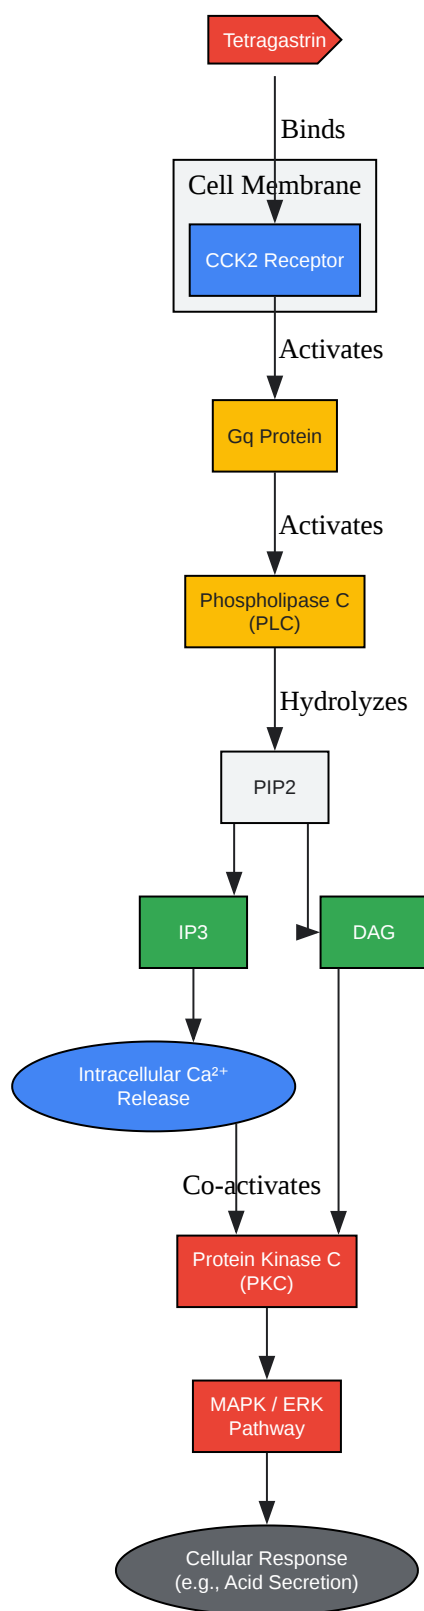 Tetragastrin
Binds
Cell Membrane
CCK2 Receptor
Activates
Gq Protein
Activates
Phospholipase C
(PLC)
Hydrolyzes
PIP2
IP3
DAG
Intracellular Ca²⁺
Release
Co-activates
Protein Kinase C
(PKC)
MAPK / ERK
Pathway
Cellular Response
(e.g., Acid Secretion)